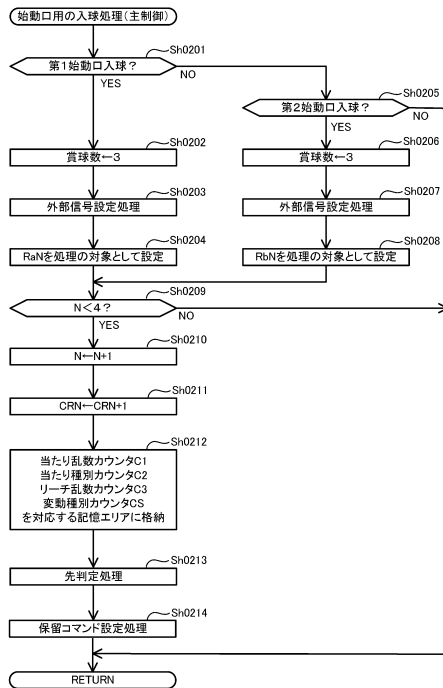 始動口用の入球処理(主制御)
Sh0201
第1始動口入球?
NO
YES
Sh0205
第2始動口入球?
NO
YES
Sh0202
賞球数←3
Sh0206
賞球数←3
Sh0203
外部信号設定処理
Sh0207
外部信号設定処理
Sh0204
RaNを処理の対象として設定
Sh0208
RbNを処理の対象として設定
Sh0209
N<4?
NO
YES
Sh0210
N←N+1
Sh0211
CRN←CRN+1
Sh0212
当たり乱数カウンタC1
当たり種別カウンタC2
リーチ乱数カウンタC3
変動種別カウンタCS
を対応する記憶エリアに格納
Sh0213
先判定処理
Sh0214
保留コマンド設定処理
RETURN